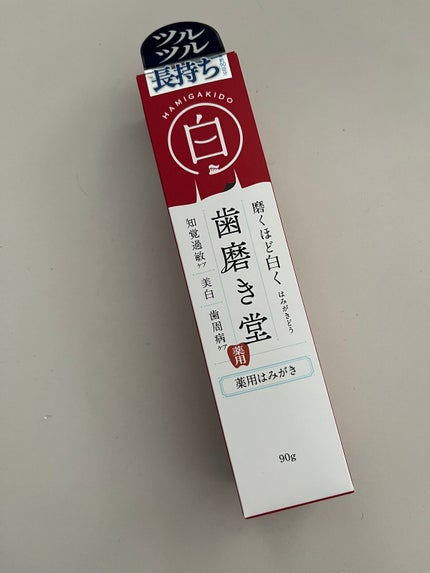 ツル
ツル
長持ち
HAMIGAKIDO
白
磨くほど白く
はみがきどう
歯磨き堂
薬用
知覚過敏ケア
美白
歯周病ケア
薬用はみがき
90g